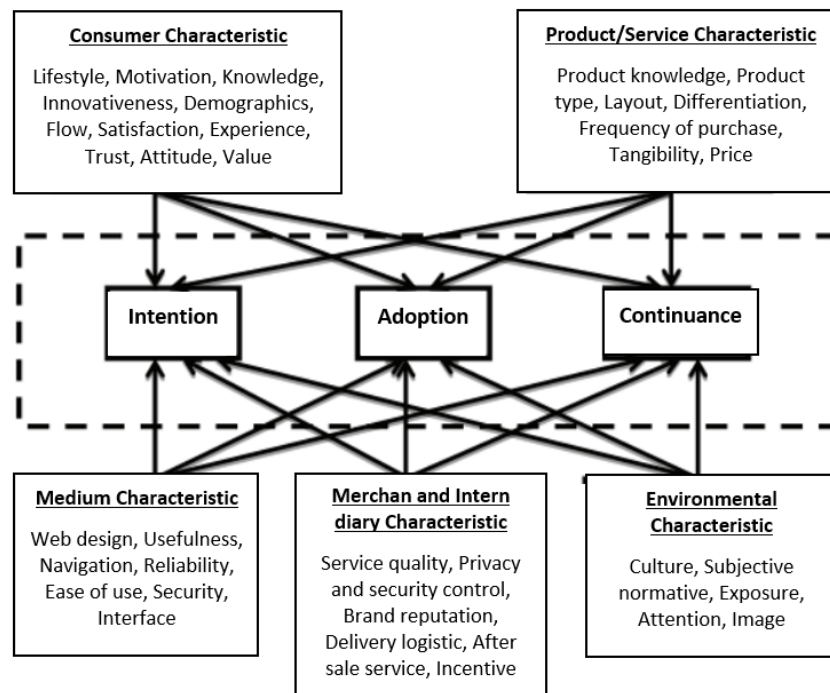 Consumer Characteristic
Lifestyle, Motivation, Knowledge,
Innovativeness, Demographics,
Flow, Satisfaction, Experience,
Trust, Attitude, Value
Product/Service Characteristic
Product knowledge, Product
type, Layout, Differentiation,
Frequency of purchase,
Tangibility, Price
Intention
Adoption
Continuance
Medium Characteristic
Web design, Usefulness,
Navigation, Reliability,
Ease of use, Security,
Interface
Merchan and Intern
diary Characteristic
Service quality, Privacy
and security control,
Brand reputation,
Delivery logistic, After
sale service, Incentive
Environmental
Characteristic
Culture, Subjective
normative, Exposure,
Attention, Image